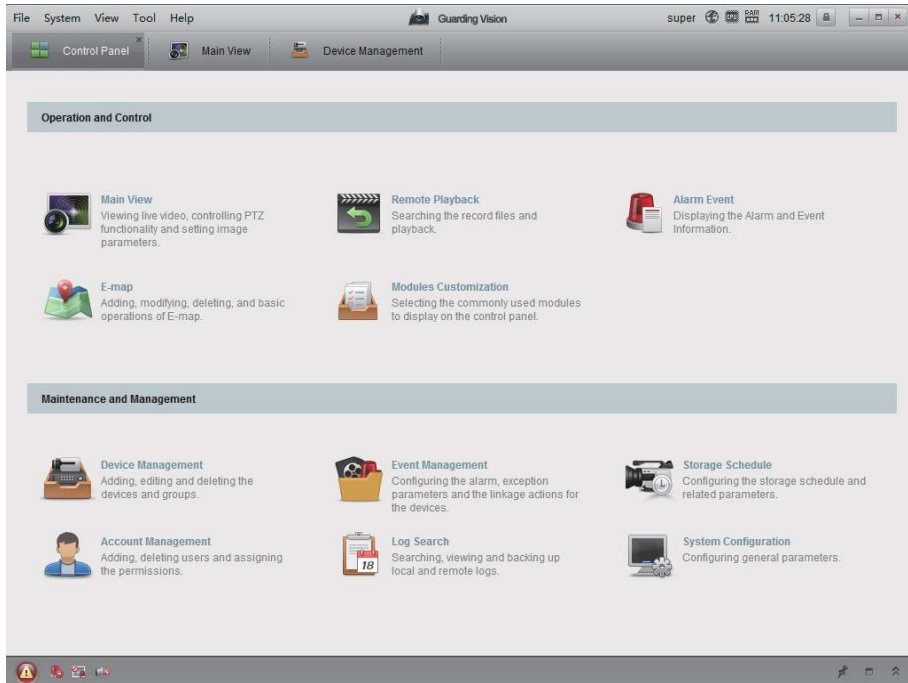 File System View Tool Help Guarding Vision super CPU RAM 11:05:28
Control Panel Main View Device Management
Operation and Control
Main View
Viewing live video, controlling PTZ
functionality and setting image
parameters.
Remote Playback
Searching the record files and
playback.
Alarm Event
Displaying the Alarm and Event
Information.
E-map
Adding, modifying, deleting, and basic
operations of E-map.
Modules Customization
Selecting the commonly used modules
to display on the control panel.
Maintenance and Management
Device Management
Adding, editing and deleting the
devices and groups.
Event Management
Configuring the alarm, exception
parameters and the linkage actions for
the devices.
Storage Schedule
Configuring the storage schedule and
related parameters.
Account Management
Adding, deleting users and assigning
the permissions.
Log Search
Searching, viewing and backing up
local and remote logs.
18
System Configuration
Configuring general parameters.